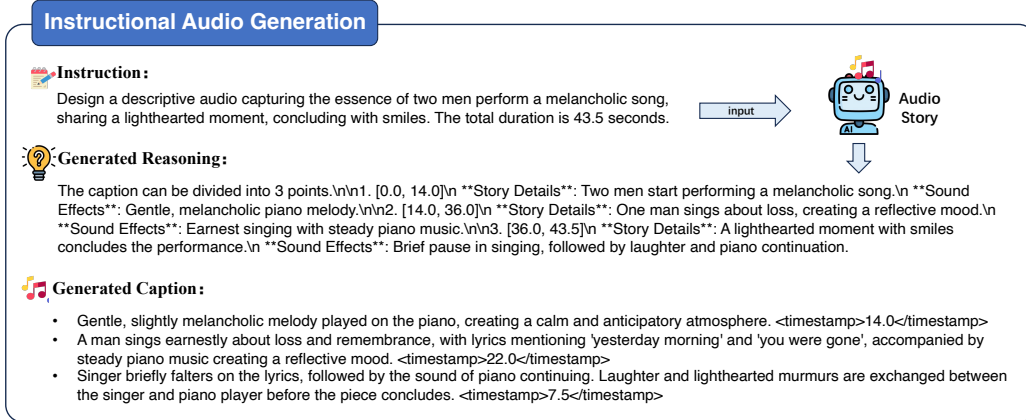 Instructional Audio Generation
Instruction:
Design a descriptive audio capturing the essence of two men perform a melancholic song,
sharing a lighthearted moment, concluding with smiles. The total duration is 43.5 seconds.
input
AI
Audio
Story
Generated Reasoning:
The caption can be divided into 3 points.\n\n1. [0.0, 14.0]\n **Story Details**: Two men start performing a melancholic song.\n **Sound
Effects**: Gentle, melancholic piano melody.\n\n2. [14.0, 36.0]\n **Story Details**: One man sings about loss, creating a reflective mood.\n
**Sound Effects**: Earnest singing with steady piano music.\n\n3. [36.0, 43.5]\n **Story Details**: A lighthearted moment with smiles
concludes the performance.\n **Sound Effects**: Brief pause in singing, followed by laughter and piano continuation.
Generated Caption:
• Gentle, slightly melancholic melody played on the piano, creating a calm and anticipatory atmosphere. <timestamp>14.0</timestamp>
• A man sings earnestly about loss and remembrance, with lyrics mentioning 'yesterday morning' and 'you were gone', accompanied by
steady piano music creating a reflective mood. <timestamp>22.0</timestamp>
• Singer briefly falters on the lyrics, followed by the sound of piano continuing. Laughter and lighthearted murmurs are exchanged between
the singer and piano player before the piece concludes. <timestamp>7.5</timestamp>